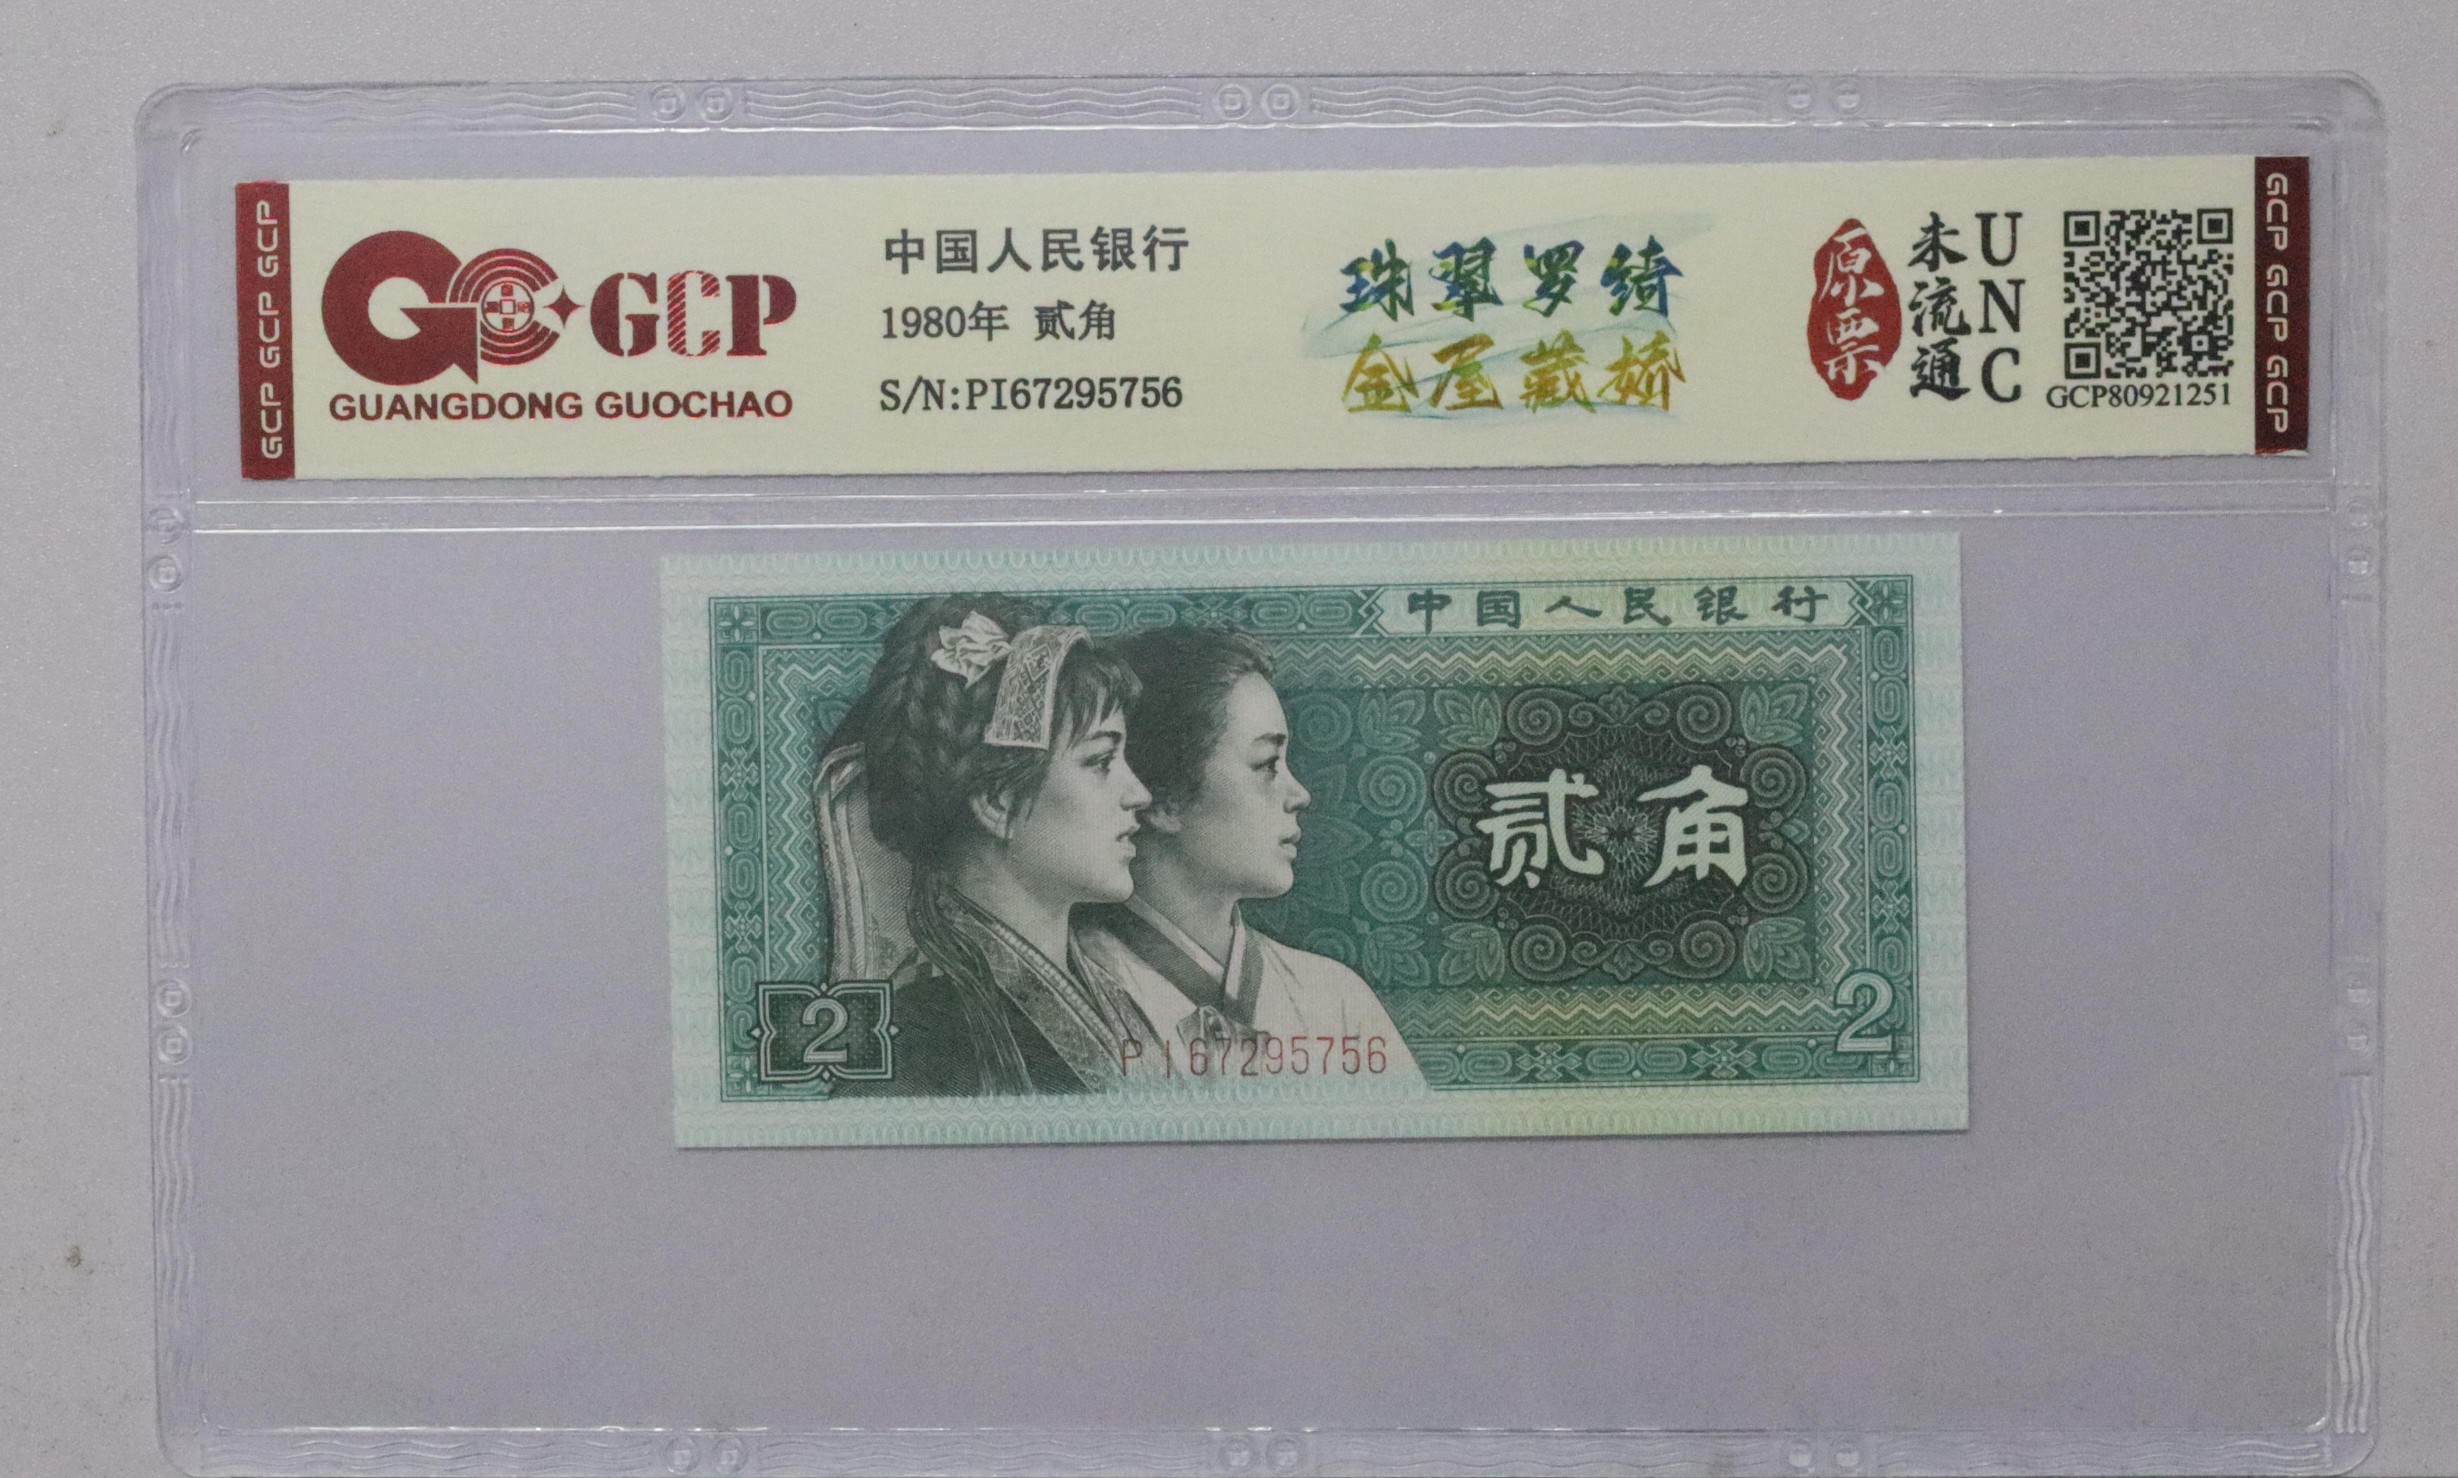 GCP GCP GCP
GCP
GUANGDONG GUOCHAO
中国人民银行
1980年 贰角
S/N:PI67295756
珠翠罗绮
金屋藏娇
原票
未流通
UNC
GCP80921251
GCP GCP GCP
中国人民银行
贰角
2
PI67295756
2